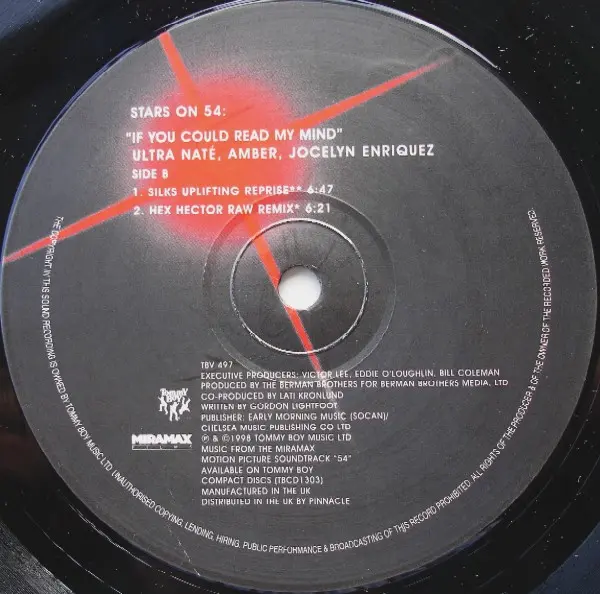 STARS ON 54:
"IF YOU COULD READ MY MIND"
ULTRA NATÉ, AMBER, JOCELYN ENRIQUEZ
SIDE B
1. SILKS UPLIFTING REPRISE** 6:47
2. HEX HECTOR RAW REMIX* 6:21
TBV 497
EXECUTIVE PRODUCERS: VICTOR LEE, EDDIE O'LOUGHLIN, BILL COLEMAN
PRODUCED BY THE BERMAN BROTHERS FOR BERMAN BROTHERS MEDIA, LTD
CO-PRODUCED BY LATI KRONLUND
WRITTEN BY GORDON LIGHTFOOT
PUBLISHER: EARLY MORNING MUSIC (SOCAN)/
CHELSEA MUSIC PUBLISHING CO LTD
℗ & ©1998 TOMMY BOY MUSIC LTD
MUSIC FROM THE MIRAMAX
MOTION PICTURE SOUNDTRACK "54"
AVAILABLE ON TOMMY BOY
COMPACT DISCS (TBCD1303)
MANUFACTURED IN THE UK
DISTRIBUTED IN THE UK BY PINNACLE
TOMMY BOY
MIRAMAX
THE COPYRIGHT IN THIS SOUND RECORDING IS OWNED BY TOMMY BOY MUSIC LTD. UNAUTHORISED COPYING, LENDING, HIRING, PUBLIC PERFORMANCE & BROADCASTING OF THIS RECORD PROHIBITED. ALL RIGHTS OF THE PRODUCER & OF THE OWNER OF THE RECORDED WORK RESERVED.